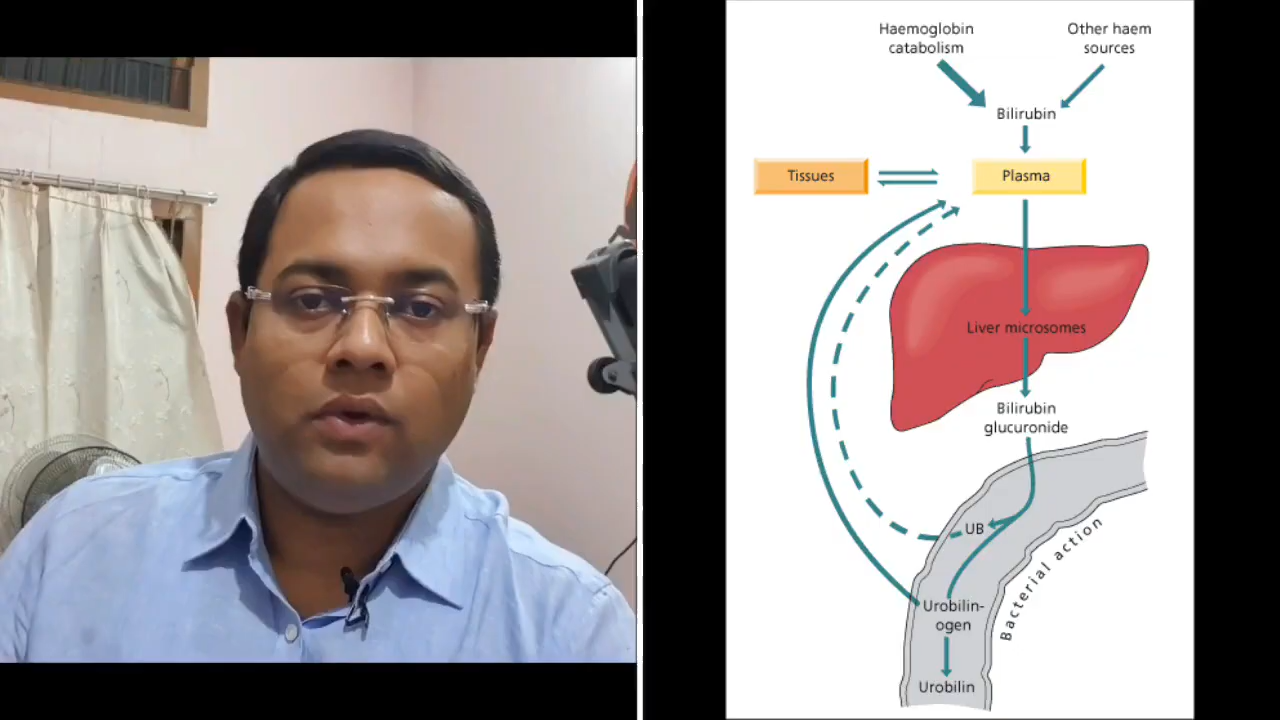 Haemoglobin
catabolism
Other haem
sources
Bilirubin
Tissues
Plasma
Liver microsomes
Bilirubin
glucuronide
UB
Bacterial action
Urobilin-
ogen
Urobilin